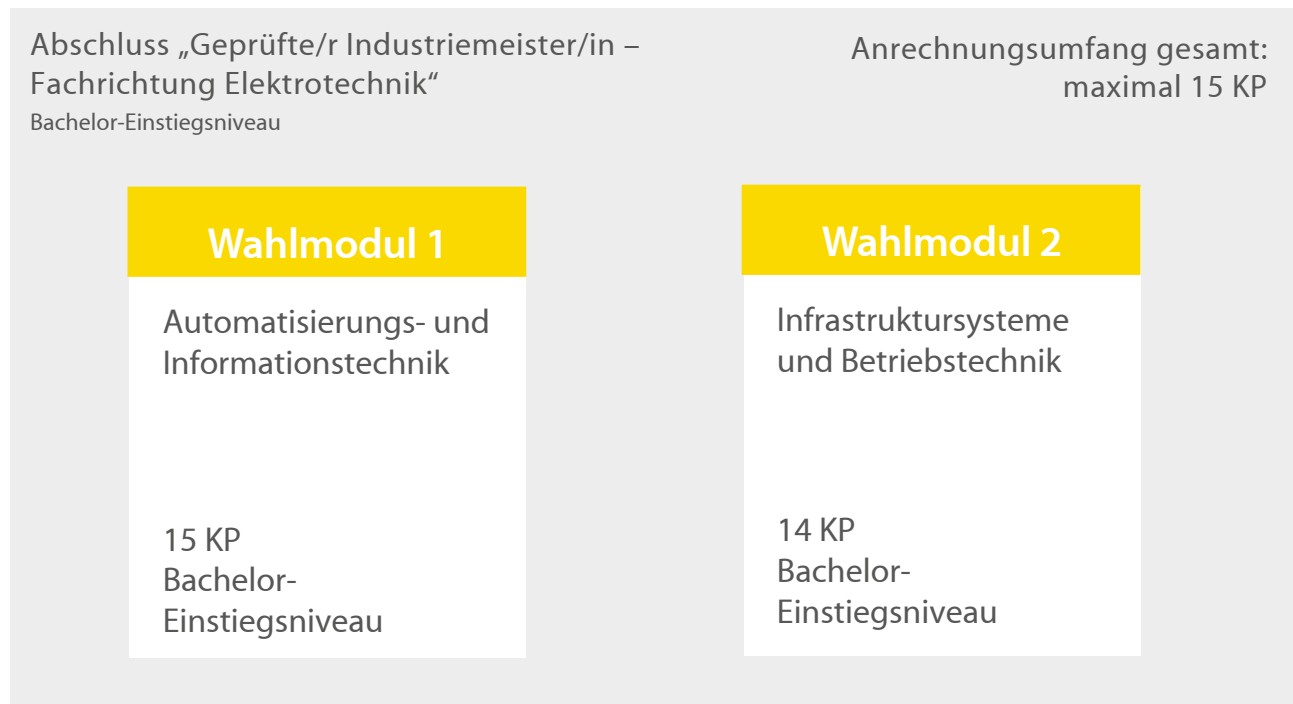 Abschluss „Geprüfte/r Industriemeister/in –
Fachrichtung Elektrotechnik“
Bachelor-Einstiegsniveau
Anrechnungsumfang gesamt:
maximal 15 KP
Wahlmodul 1
Automatisierungs- und
Informationstechnik
15 KP
Bachelor-
Einstiegsniveau
Wahlmodul 2
Infrastruktursysteme
und Betriebstechnik
14 KP
Bachelor-
Einstiegsniveau